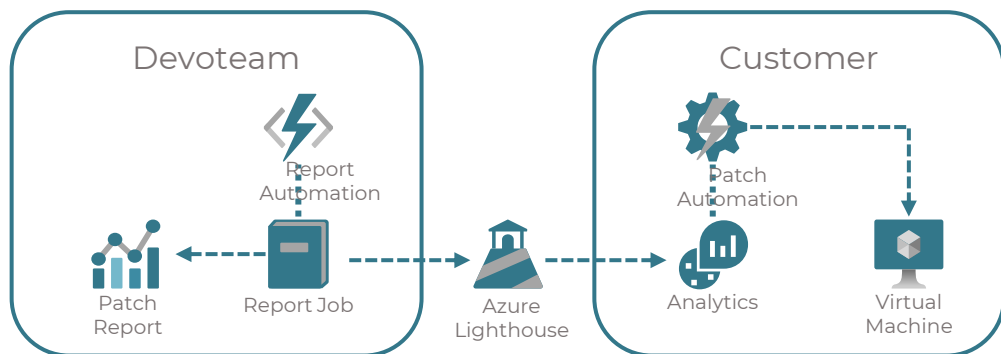 Devoteam
Customer
Report
Automation
Patch
Automation
Patch
Report
Report Job
Azure
Lighthouse
Analytics
Virtual
Machine